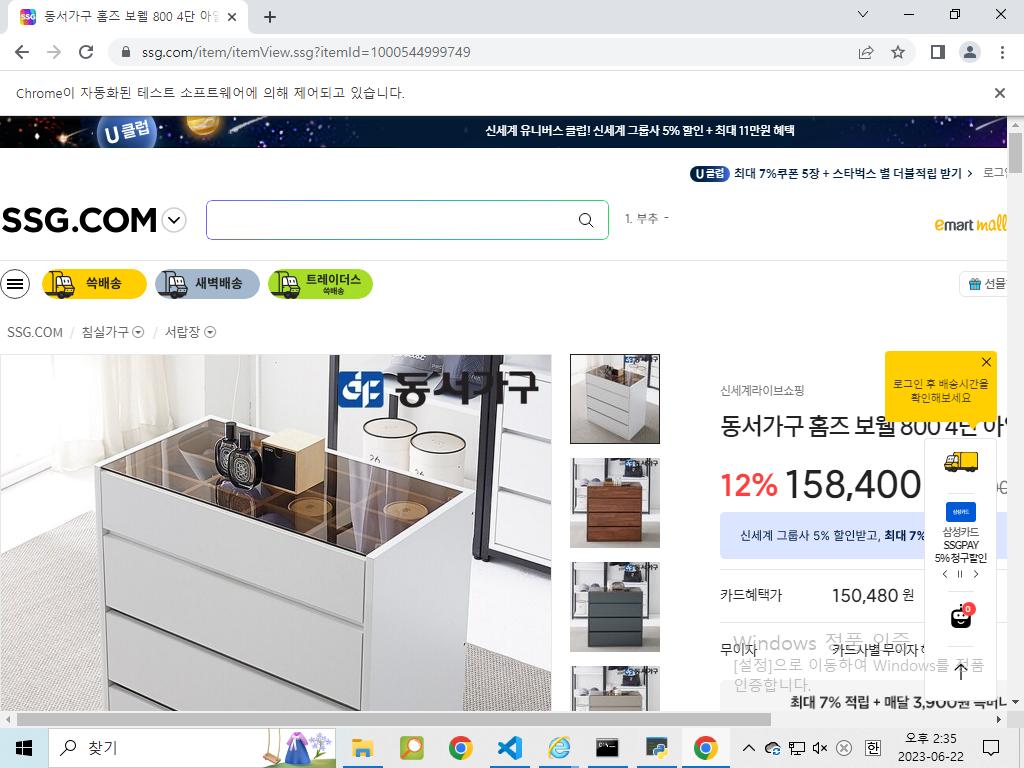 동서가구 홈즈 보웰 800 4단 아일
ssg.com/item/itemView.ssg?itemId=1000544999749
Chrome이 자동화된 테스트 소프트웨어에 의해 제어되고 있습니다.
U 클럽
신세계 유니버스 클럽! 신세계 그룹사 5% 할인 + 최대 11만원 혜택
U 클럽 최대 7%쿠폰 5장 + 스타벅스 별 더블적립 받기
로그인
SSG.COM
1. 부추 -
emart mall
쓱배송
새벽배송
트레이더스
쓱배송
선물
SSG.COM / 침실가구 / 서랍장
동서가구
로그인 후 배송시간을
확인해보세요
신세계라이브쇼핑
동서가구 홈즈 보웰 800 4단 아일
12% 158,400
신세계 그룹사 5% 할인받고, 최대 7%
삼성카드
삼성카드
SSGPAY
5% 청구할인
카드혜택가 150,480 원
0
무이자 카드사별 무이자
Windows 정품 인증
[설정]으로 이동하여 Windows를 정품
인증합니다.
최대 7% 적립 + 매달 3,900원
찾기
한
오후 2:35
2023-06-22